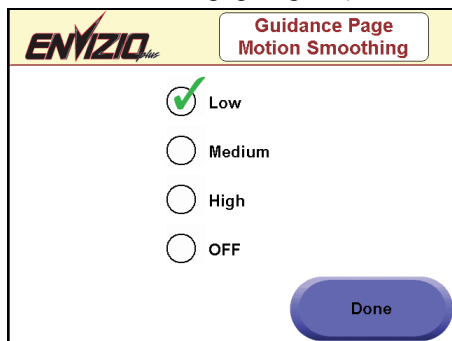 Guidance Page
ENVIZIO plus
Motion Smoothing
Low
Medium
High
OFF
Done